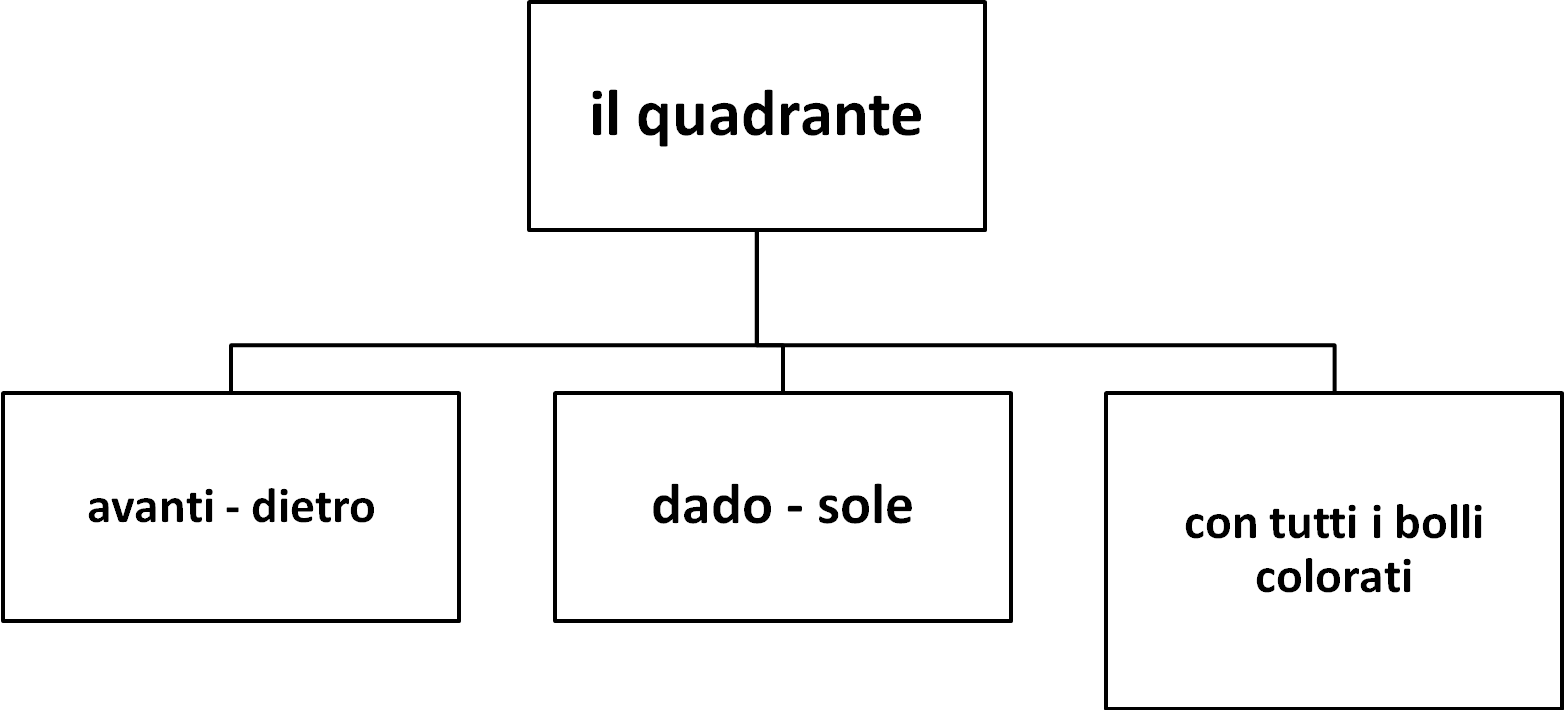 il quadrante
avanti - dietro
dado - sole
con tutti i bolli
colorati